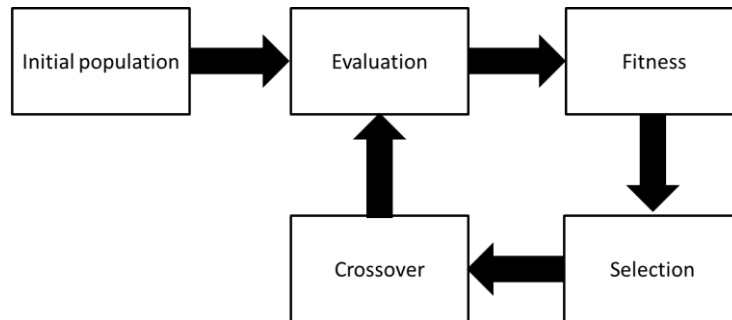 Initial population
Evaluation
Fitness
Crossover
Selection